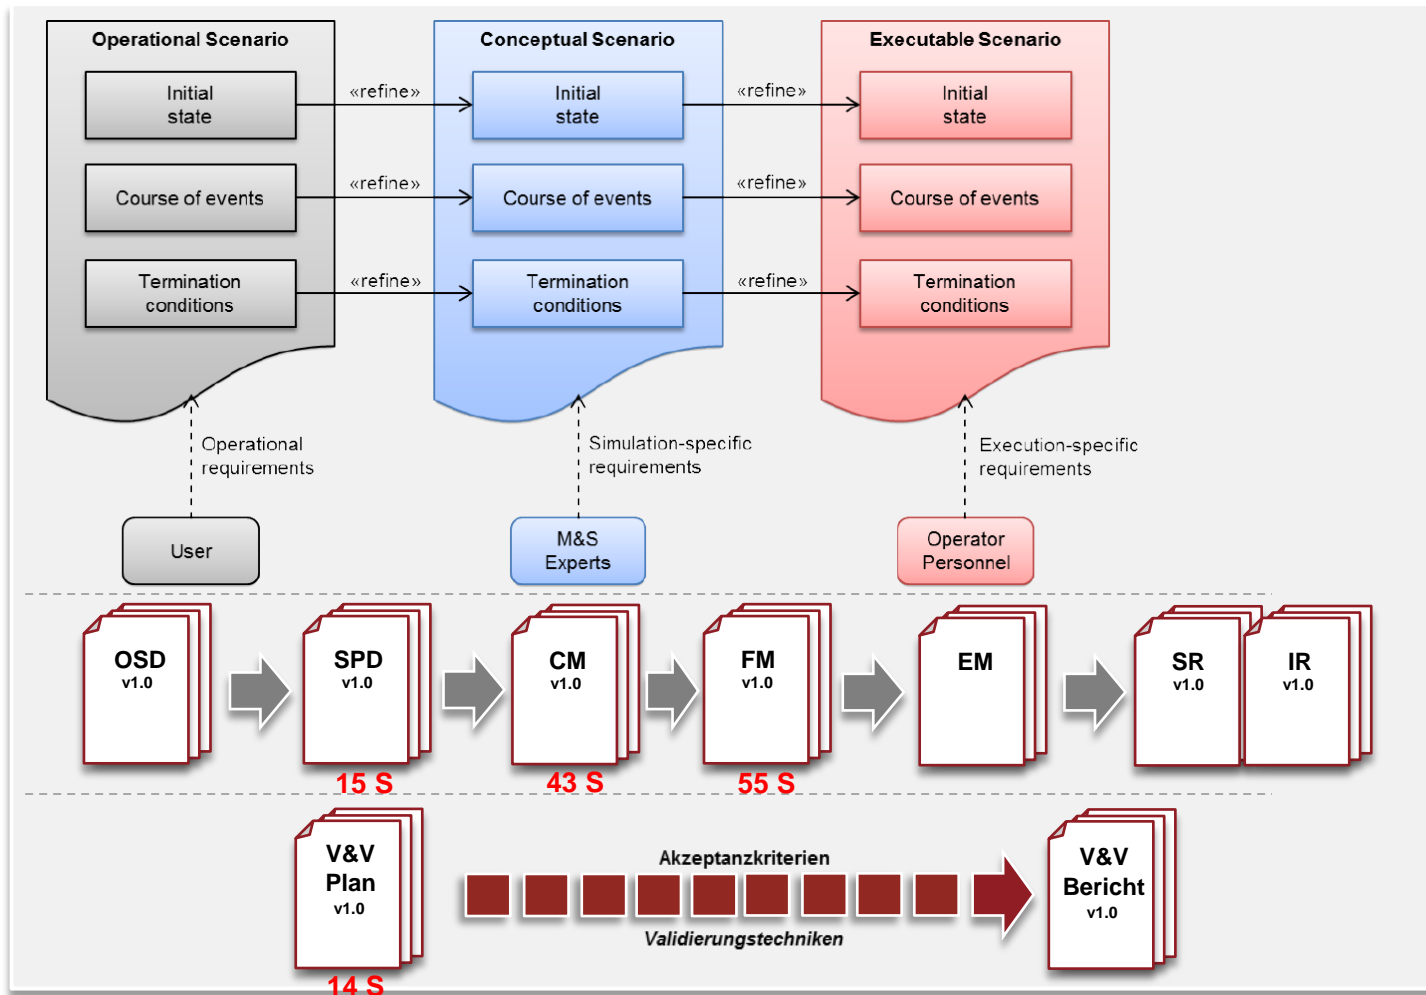 Operational Scenario
Conceptual Scenario
Executable Scenario
Initial
state
«refine»
Initial
state
«refine»
Initial
state
Course of events
«refine»
Course of events
«refine»
Course of events
Termination
conditions
«refine»
Termination
conditions
«refine»
Termination
conditions
Operational
requirements
Simulation-specific
requirements
Execution-specific
requirements
User
M&S
Experts
Operator
Personnel
OSD
v1.0
SPD
v1.0
CM
v1.0
FM
v1.0
EM
SR
v1.0
IR
v1.0
15 S
43 S
55 S
V&V
Plan
v1.0
Akzeptanzkriterien
Validierungstechniken
V&V
Bericht
v1.0
14 S